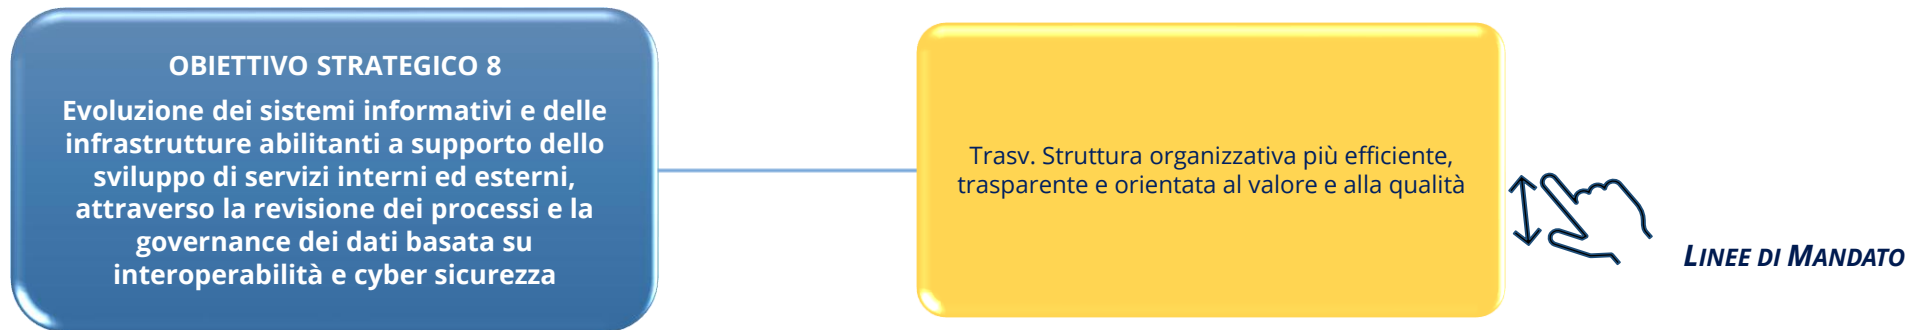 OBIETTIVO STRATEGICO 8
Evoluzione dei sistemi informativi e delle
infrastrutture abilitanti a supporto dello
sviluppo di servizi interni ed esterni,
attraverso la revisione dei processi e la
governance dei dati basata su
interoperabilità e cyber sicurezza
Trasv. Struttura organizzativa più efficiente,
trasparente e orientata al valore e alla qualità
LINEE DI MANDATO